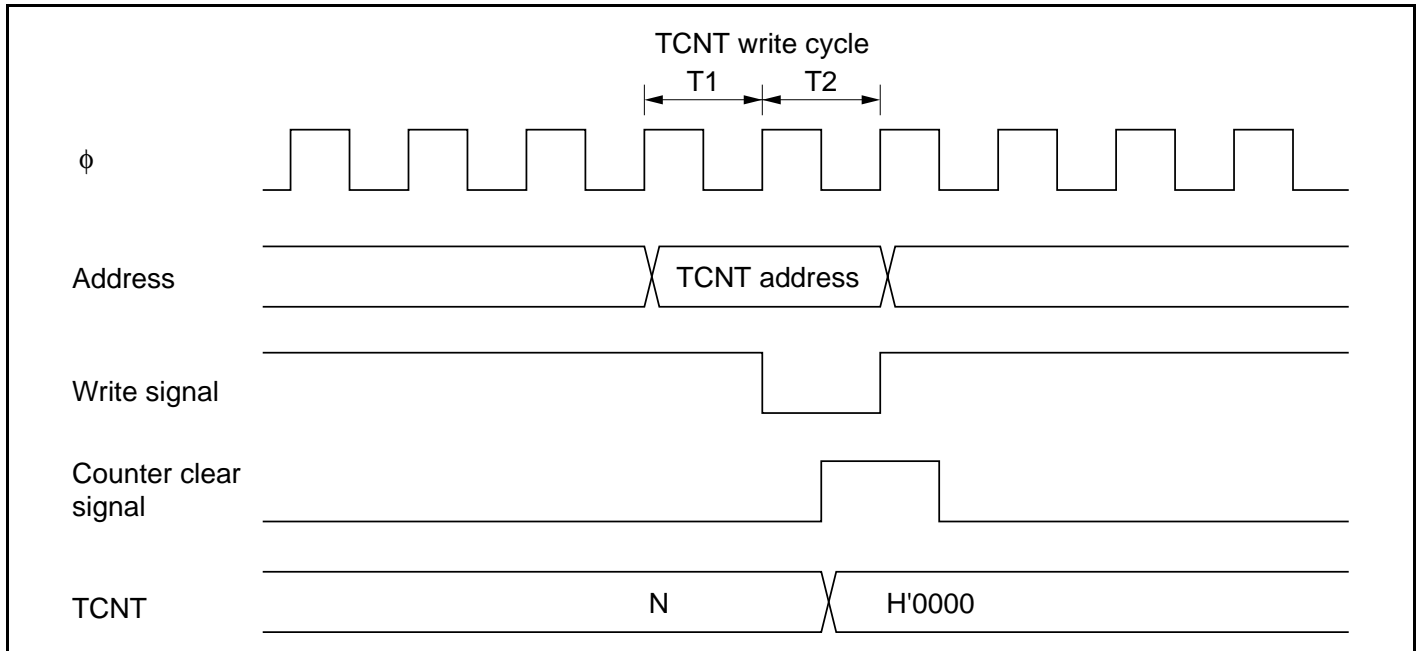 TCNT write cycle
T1 T2
ϕ
Address
TCNT address
Write signal
Counter clear
signal
TCNT
N
H'0000